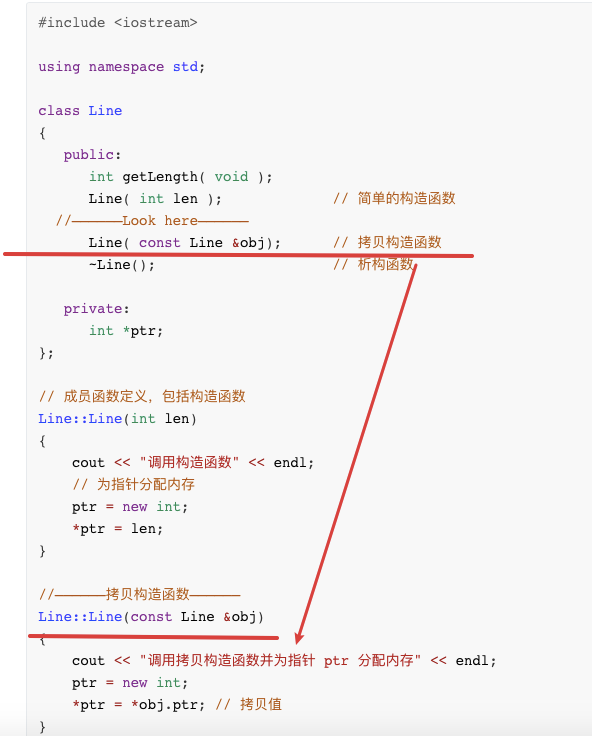 #include <iostream>
using namespace std;
class Line
{
public:
int getLength( void );
Line( int len ); // 简单的构造函数
//——————Look here——————
Line( const Line &obj); // 拷贝构造函数
~Line(); // 析构函数
private:
int *ptr;
};
// 成员函数定义，包括构造函数
Line::Line(int len)
{
cout << "调用构造函数" << endl;
// 为指针分配内存
ptr = new int;
*ptr = len;
}
//——————拷贝构造函数——————
Line::Line(const Line &obj)
{
cout << "调用拷贝构造函数并为指针 ptr 分配内存" << endl;
ptr = new int;
*ptr = *obj.ptr; // 拷贝值
}